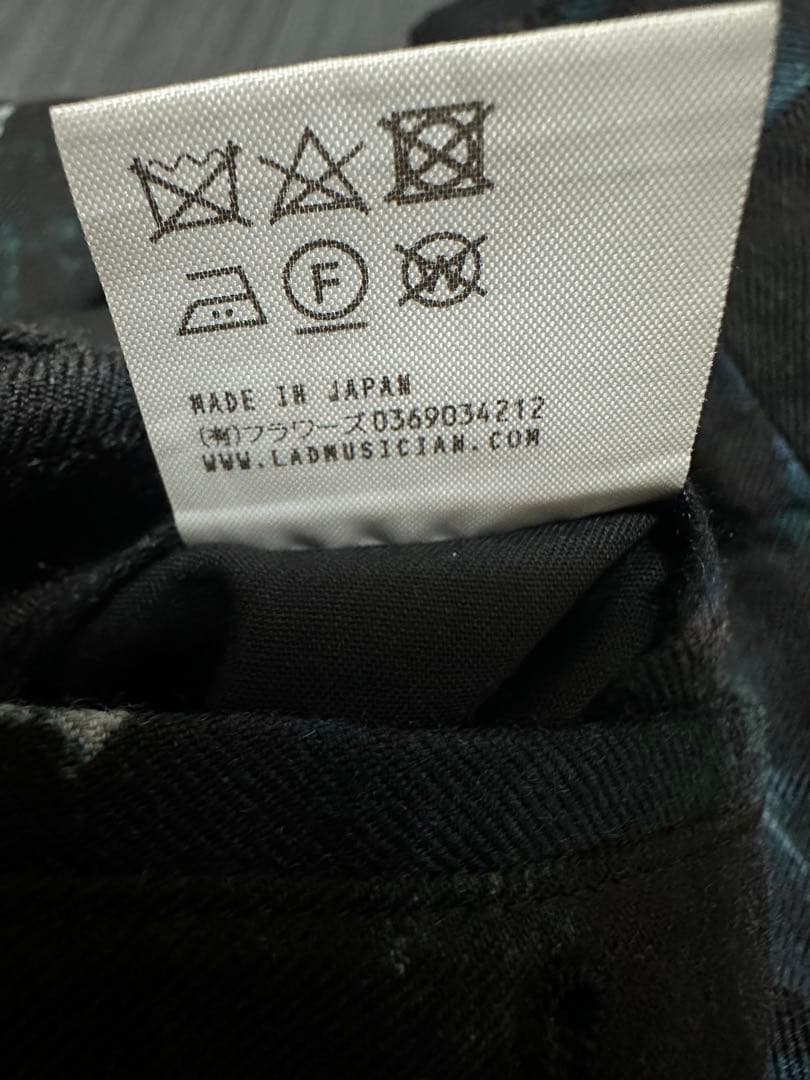 F
W
MADE IN JAPAN
(有)フラワーズ0369034212
WWW.LADMUSICIAN.COM